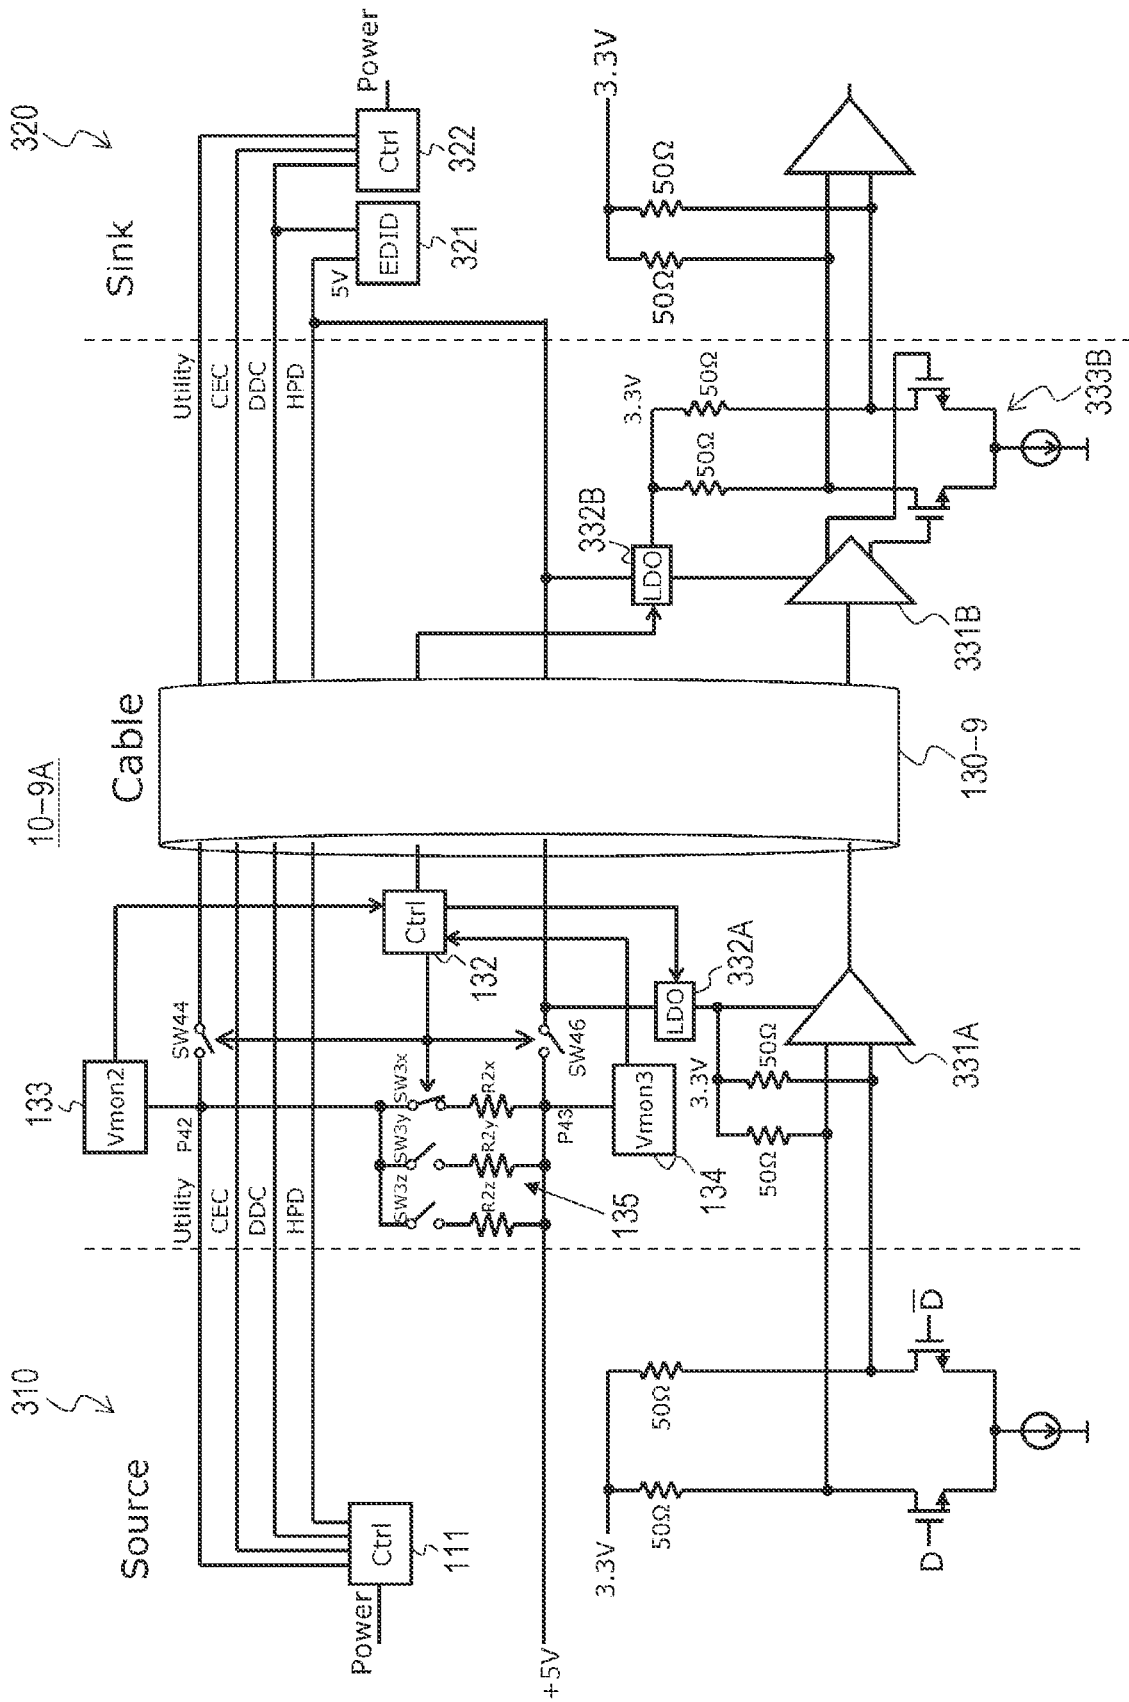 10-9A
310
Source
Cable
Sink
320
133
Vmon2
P42
SW44
Utility
CEC
DDC
HPD
Utility
CEC
DDC
HPD
Power
Ctrl
111
Ctrl
132
SW3x
SW3y
SW3z
R2x
R2y
R2z
135
P43
SW46
Vmon3
134
+5V
LDO
332A
3.3V
50Ω
50Ω
331A
3.3V
50Ω
50Ω
D
D
130-9
5V
EDID
321
Ctrl
322
Power
LDO
332B
3.3V
50Ω
50Ω
331B
333B
3.3V
50Ω
50Ω